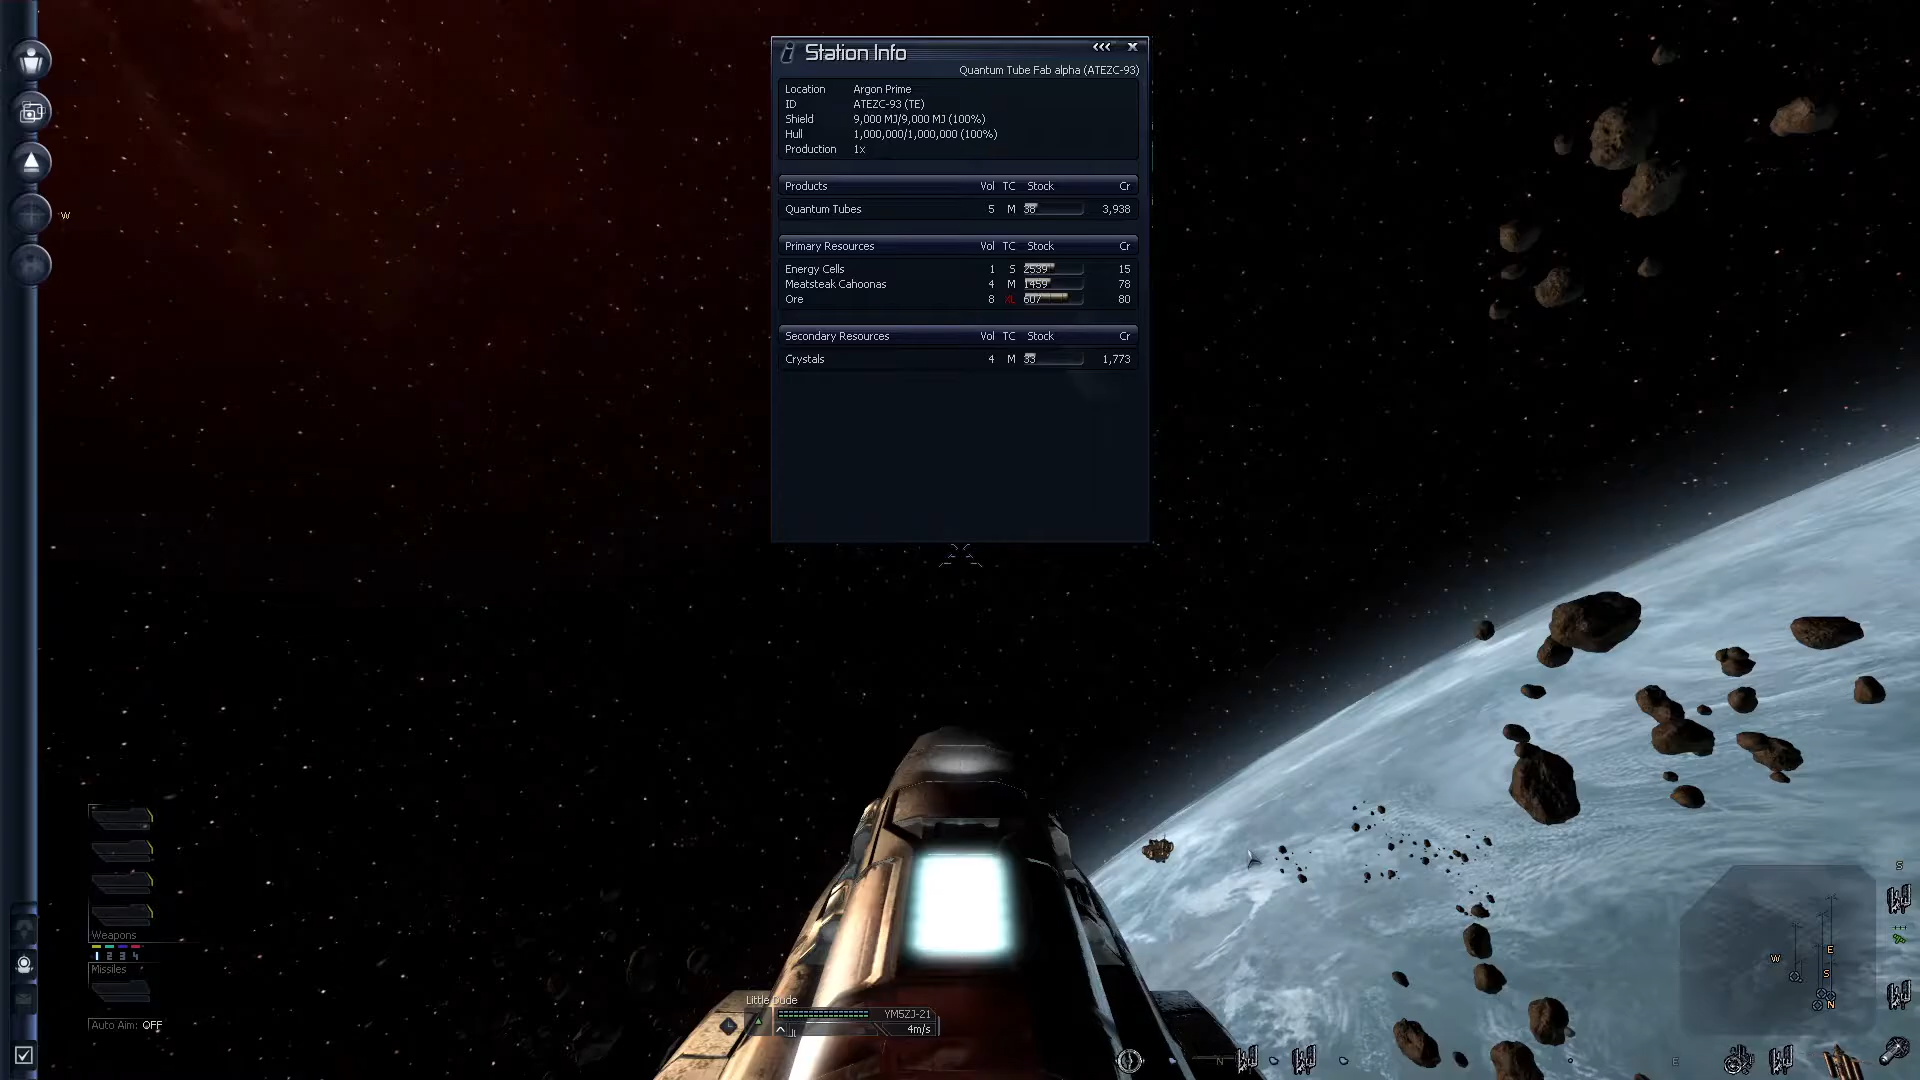 Station Info
Quantum Tube Fab alpha (ATEZC-93)
Location Argon Prime
ID ATEZC-93 (TE)
Shield 9,000 MJ/9,000 MJ (100%)
Hull 1,000,000/1,000,000 (100%)
Production 1x
Products Vol TC Stock Cr
Quantum Tubes 5 M 38 3,938
Primary Resources Vol TC Stock Cr
Energy Cells 1 S 2539 15
Meatsteak Cahoonas 4 M 1459 78
Ore 8 XL 607 80
Secondary Resources Vol TC Stock Cr
Crystals 4 M 33 1,773
W
Weapons
1 2 3 4
Missiles
Auto Aim: OFF
Little Dude
YM5ZJ-21
4m/s
S
E
W
S
N
N
E